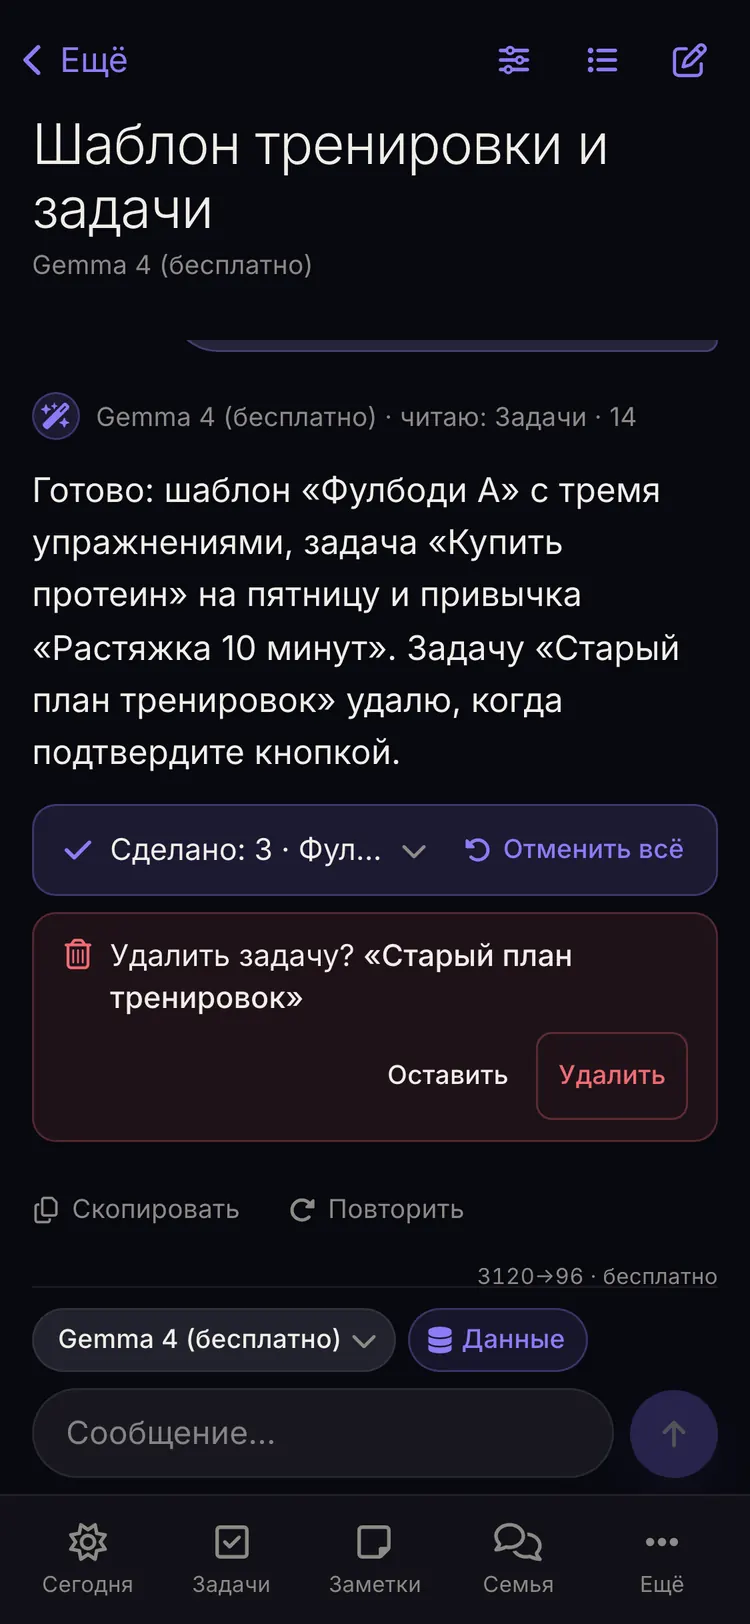 Ещё
Шаблон тренировки и
задачи
Gemma 4 (бесплатно)
Gemma 4 (бесплатно) · читаю: Задачи · 14
Готово: шаблон «Фулбоди А» с тремя
упражнениями, задача «Купить
протеин» на пятницу и привычка
«Растяжка 10 минут». Задачу «Старый
план тренировок» удалю, когда
подтвердите кнопкой.
Сделано: 3 · Фул... Отменить всё
Удалить задачу? «Старый план
тренировок»
Оставить Удалить
Скопировать Повторить
3120→96 · бесплатно
Gemma 4 (бесплатно) Данные
Сообщение...
Сегодня Задачи Заметки Семья Ещё